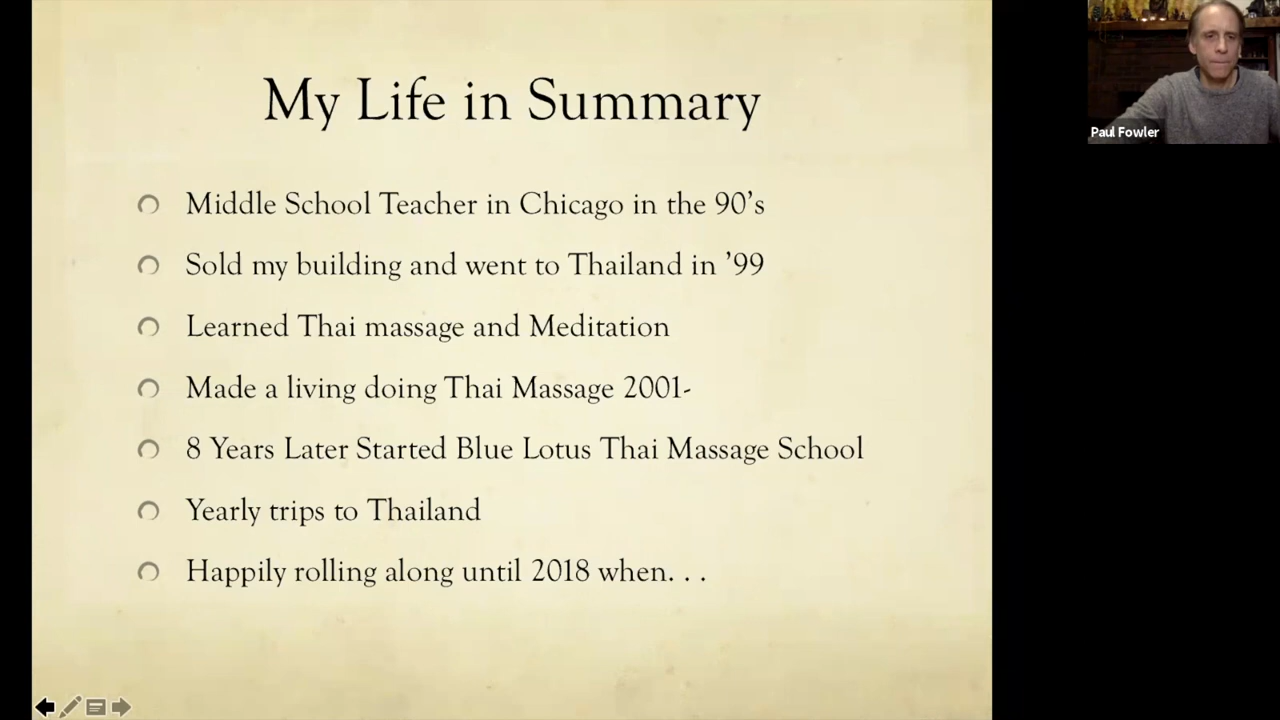 My Life in Summary
Middle School Teacher in Chicago in the 90’s
Sold my building and went to Thailand in ’99
Learned Thai massage and Meditation
Made a living doing Thai Massage 2001-
8 Years Later Started Blue Lotus Thai Massage School
Yearly trips to Thailand
Happily rolling along until 2018 when. . .
Paul Fowler